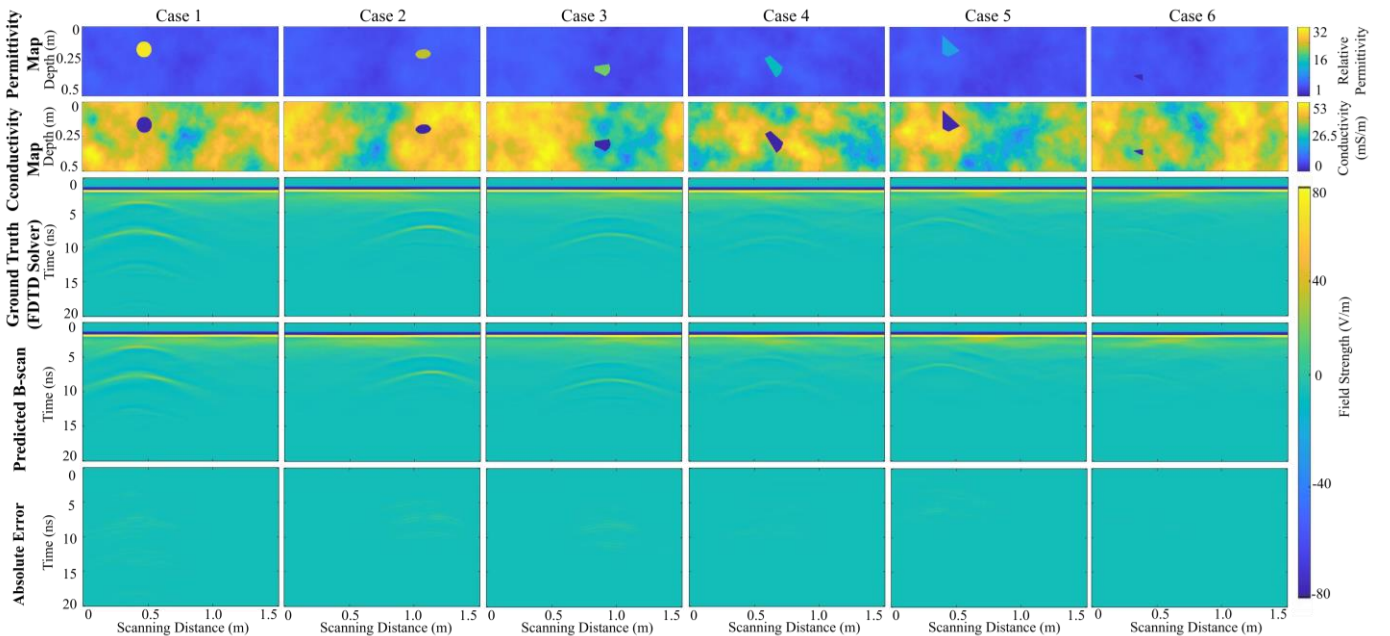 Case 1 Case 2 Case 3 Case 4 Case 5 Case 6
Permittivity
Map
Depth (m)
0
0.25
0.5
32
16
1
Relative
Permittivity
Cconductivity
Map
Depth (m)
0
0.25
0.5
53
26.5
0
Conductivity
(mS/m)
Ground Truth
(FDTD Solver)
Time (ns)
0
5
10
15
20
Predicted B-scan
Time (ns)
0
5
10
15
20
80
40
0
-40
-80
Field Strength (V/m)
Absolute Error
Time (ns)
0
5
10
15
20
0 0.5 1.0 1.5 0 0.5 1.0 1.5 0 0.5 1.0 1.5 0 0.5 1.0 1.5 0 0.5 1.0 1.5 0 0.5 1.0 1.5
Scanning Distance (m) Scanning Distance (m) Scanning Distance (m) Scanning Distance (m) Scanning Distance (m) Scanning Distance (m)